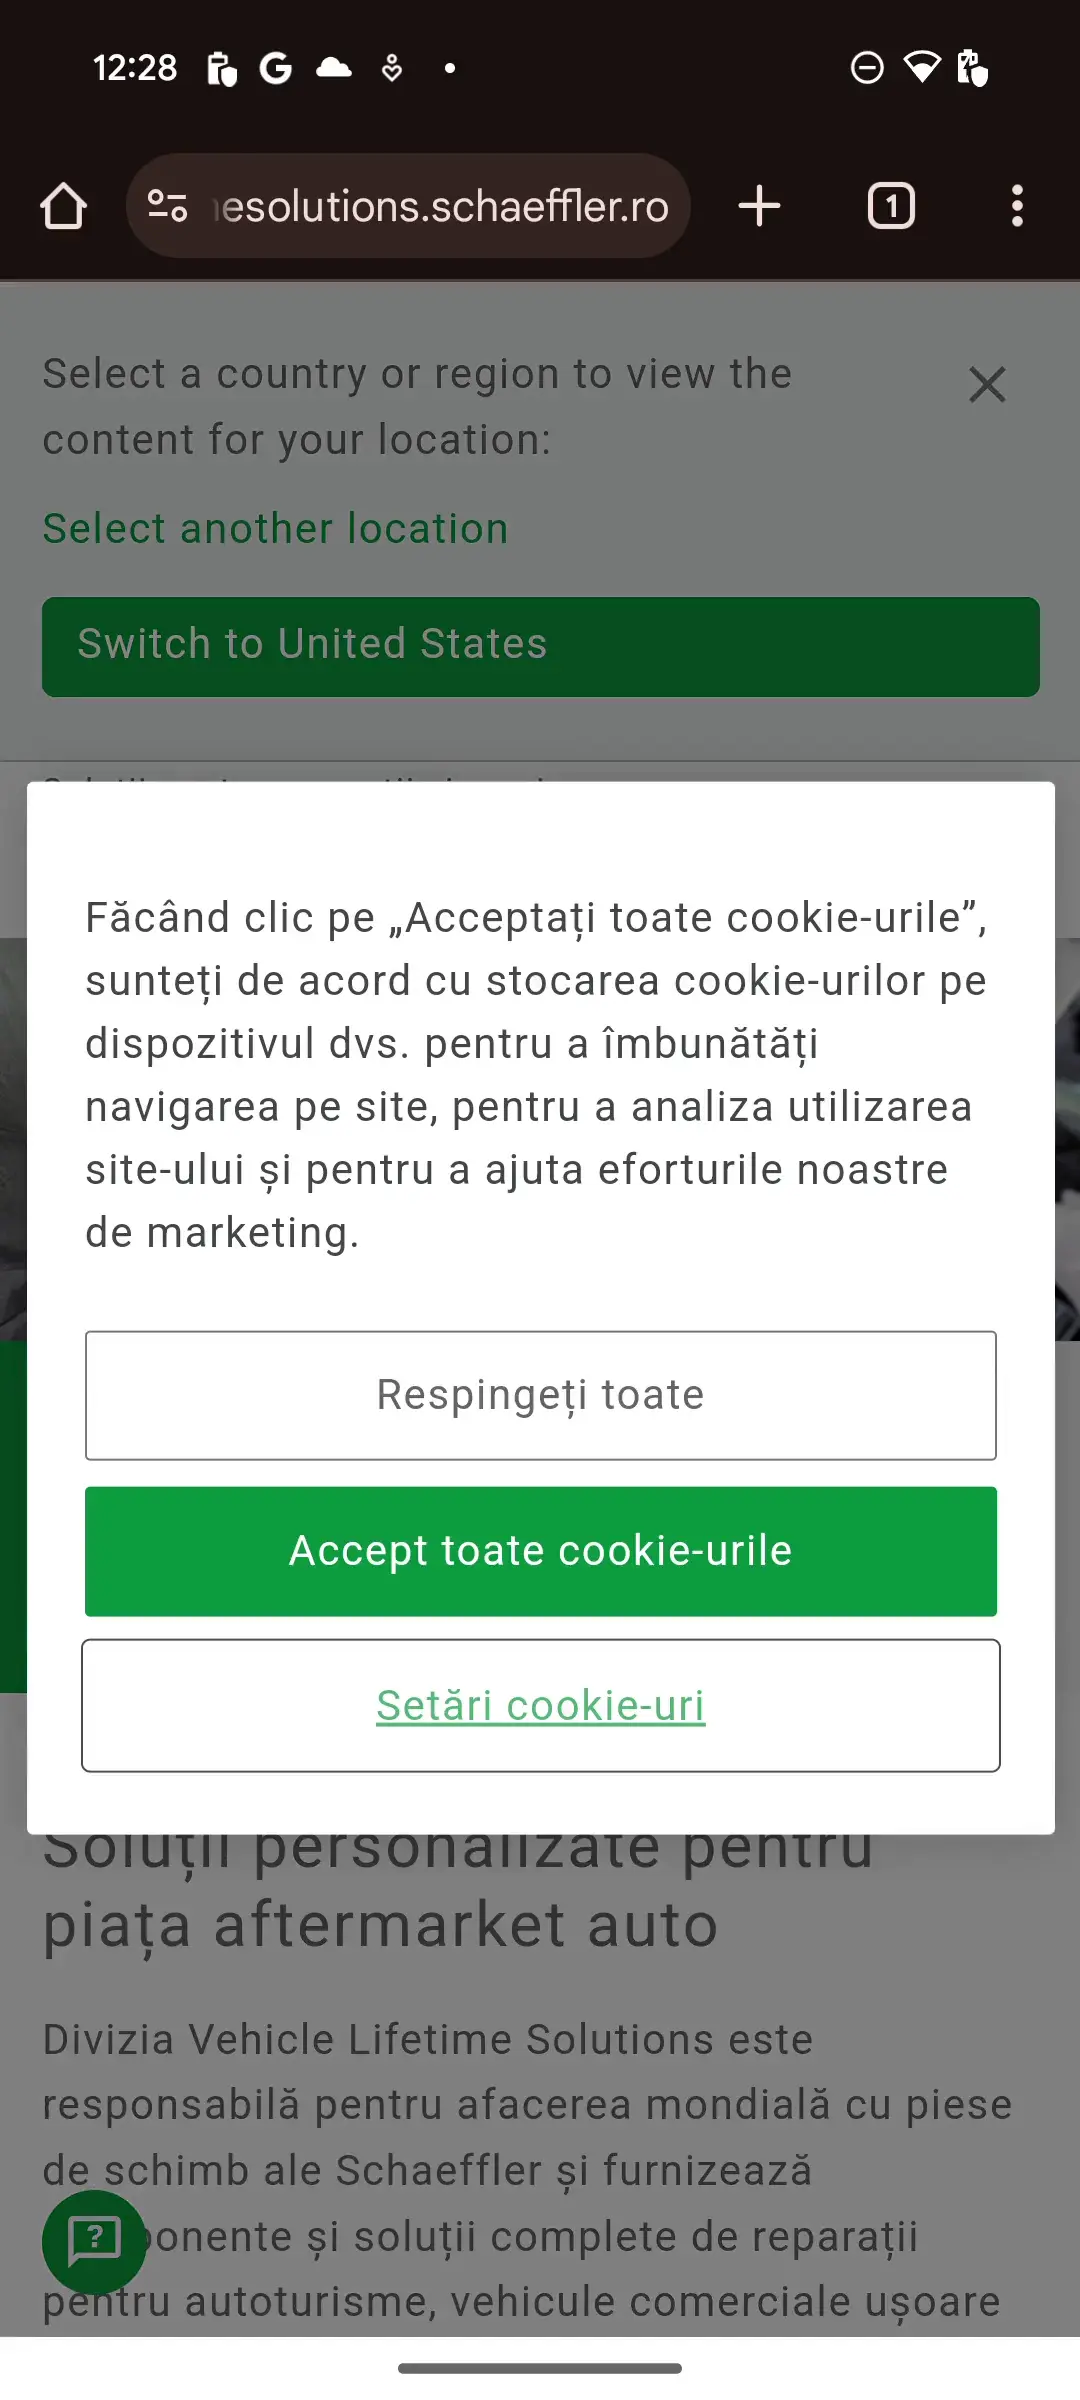 12:28
esolutions.schaeffler.ro
1
Select a country or region to view the
content for your location:
Select another location
Switch to United States
Făcând clic pe „Acceptați toate cookie-urile”,
sunteți de acord cu stocarea cookie-urilor pe
dispozitivul dvs. pentru a îmbunătăți
navigarea pe site, pentru a analiza utilizarea
site-ului și pentru a ajuta eforturile noastre
de marketing.
Respingeți toate
Accept toate cookie-urile
Setări cookie-uri
Soluții personalizate pentru
piața aftermarket auto
Divizia Vehicle Lifetime Solutions este
responsabilă pentru afacerea mondială cu piese
de schimb ale Schaeffler și furnizează
ponente și soluții complete de reparații
pentru autoturisme, vehicule comerciale ușoare